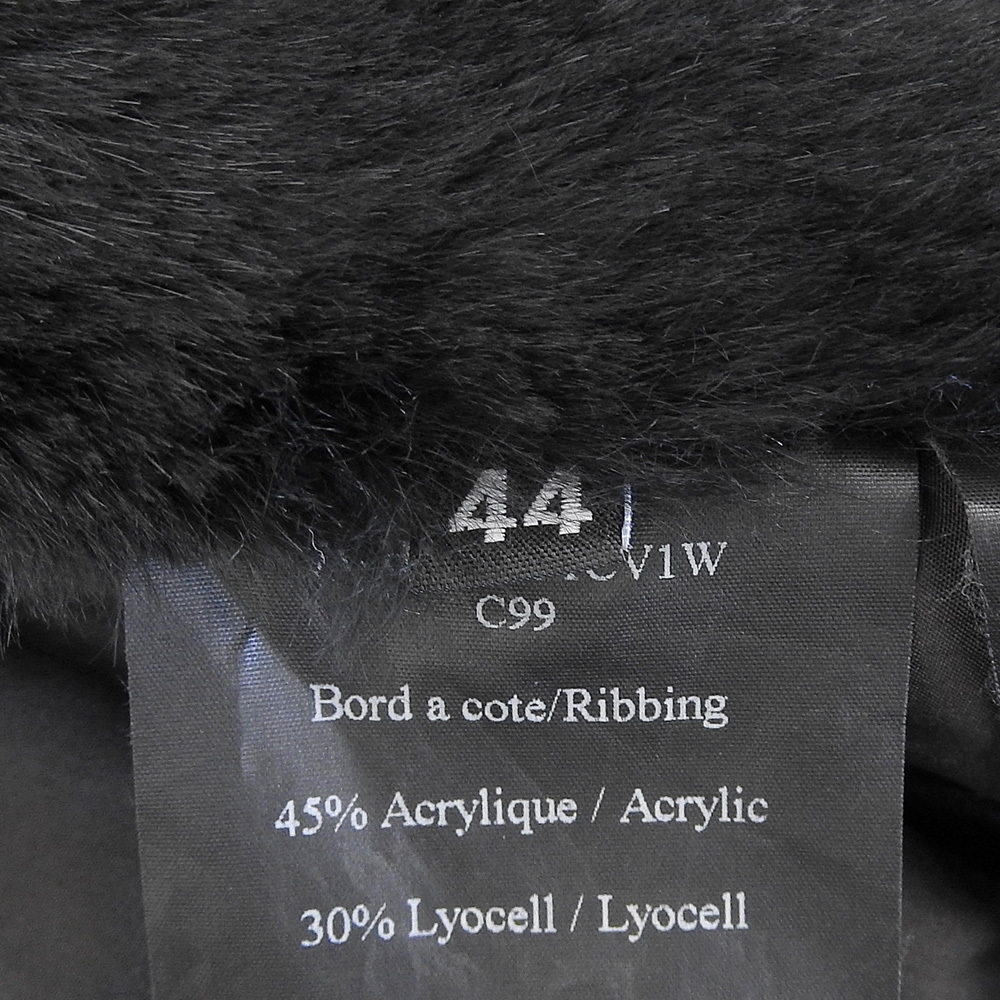 44
C99
Bord a cote/Ribbing
45% Acrylique / Acrylic
30% Lyocell / Lyocell